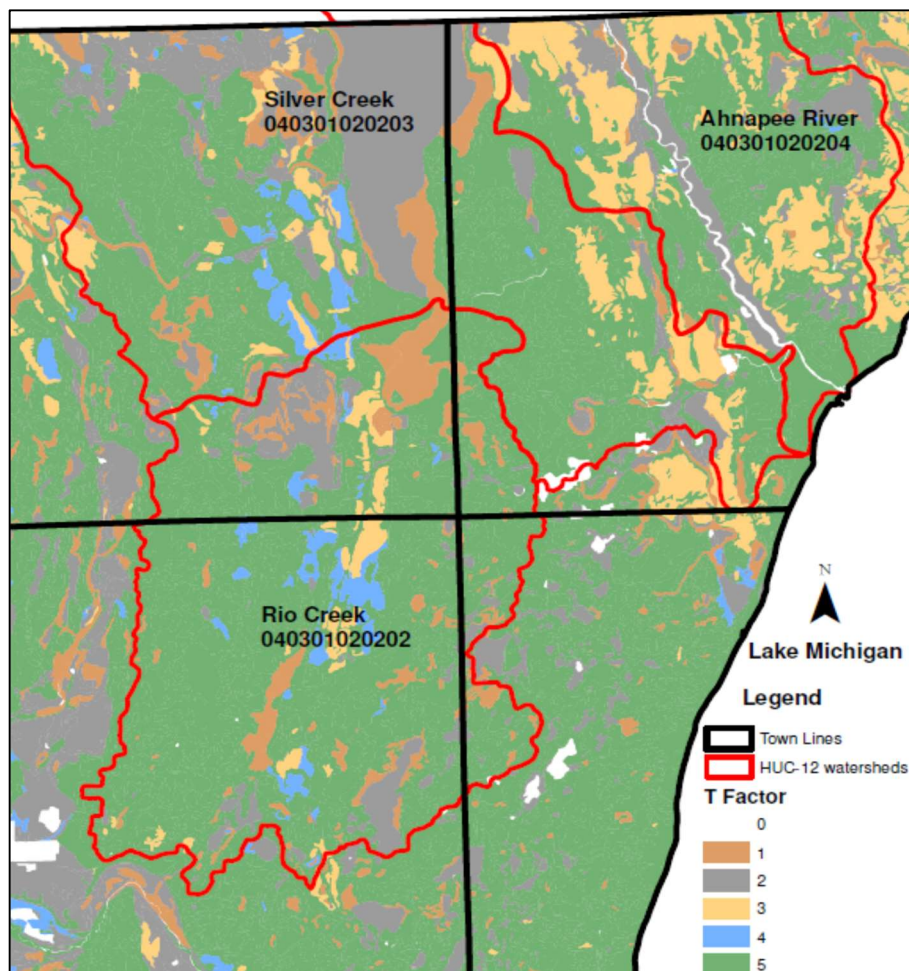 Silver Creek
040301020203
Ahnapee River
040301020204
Rio Creek
040301020202
N
Lake Michigan
Legend
Town Lines
HUC-12 watersheds
T Factor
0
1
2
3
4
5